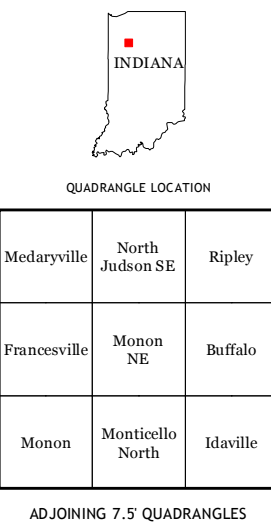 INDIANA
QUADRANGLE LOCATION
Medaryville
North
Judson SE
Ripley
Francesville
Monon
NE
Buffalo
Monon
Monticello
North
Idaville
ADJOINING 7.5' QUADRANGLES